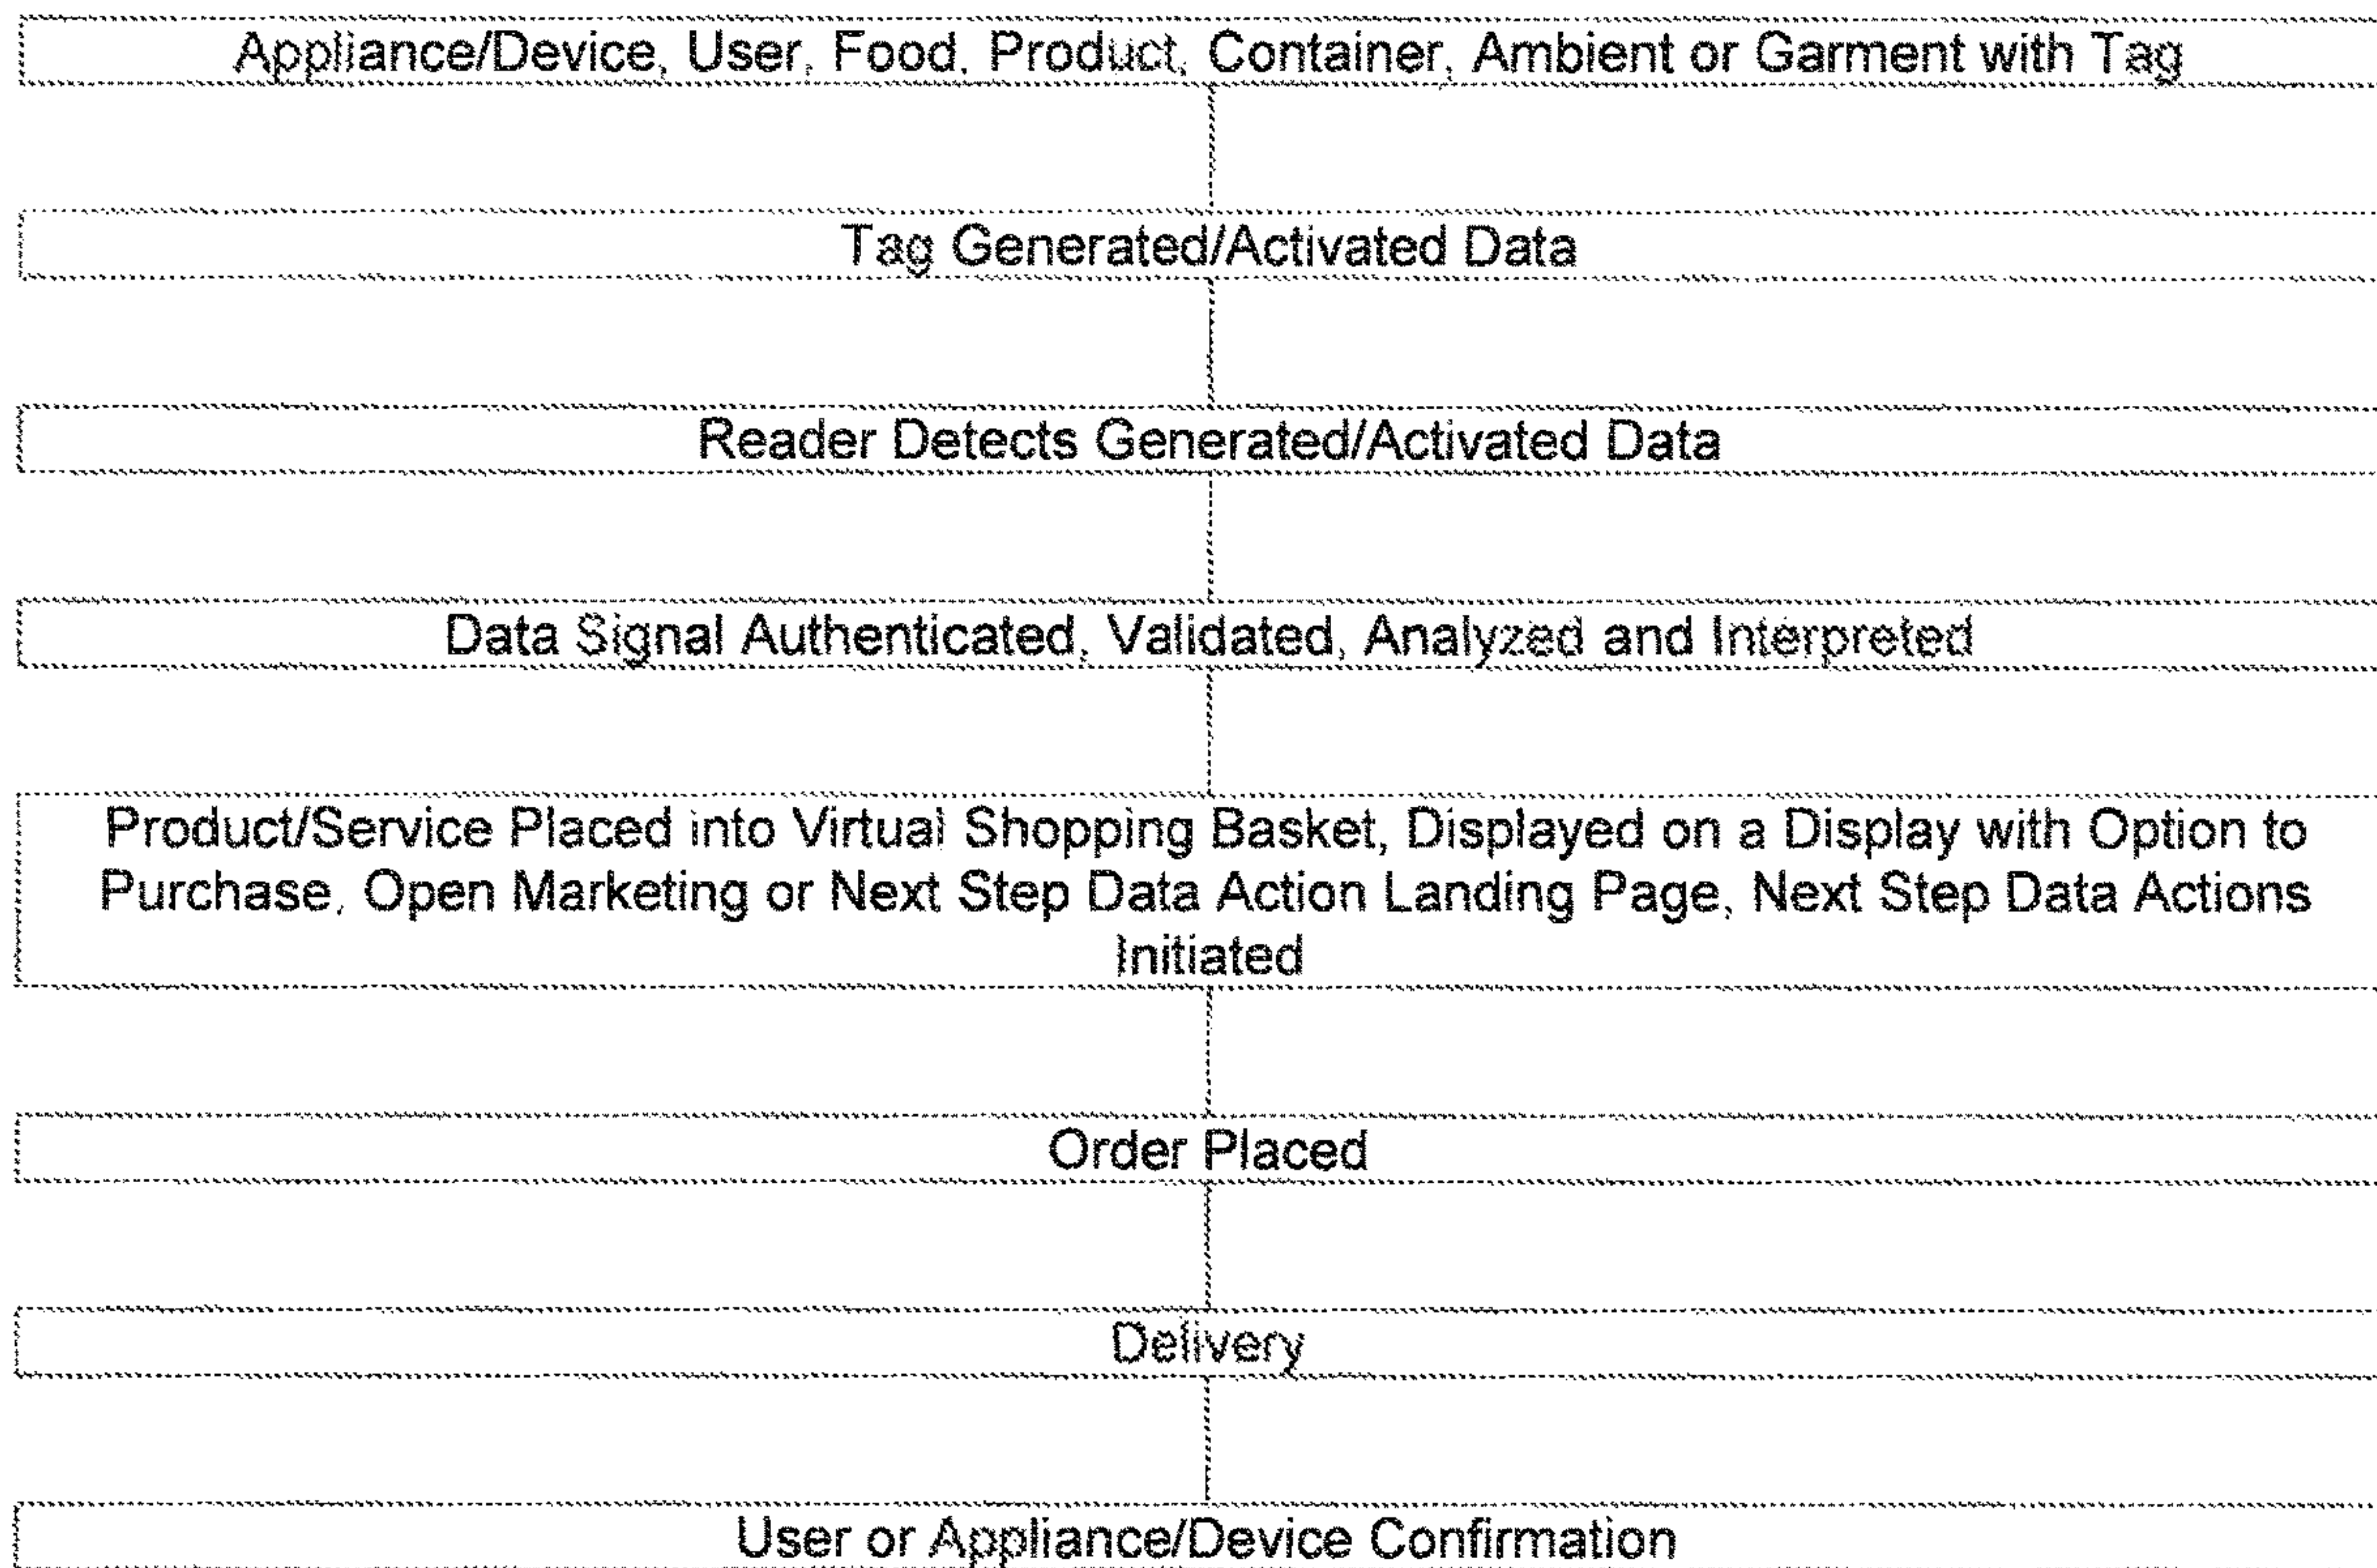 Appliance/Device, User, Food, Product, Container, Ambient or Garment with Tag
Tag Generated/Activated Data
Reader Detects Generated/Activated Data
Data Signal Authenticated, Validated, Analyzed and Interpreted
Product/Service Placed into Virtual Shopping Basket, Displayed on a Display with Option to
Purchase, Open Marketing or Next Step Data Action Landing Page, Next Step Data Actions
Initiated
Order Placed
Delivery
User or Appliance/Device Confirmation